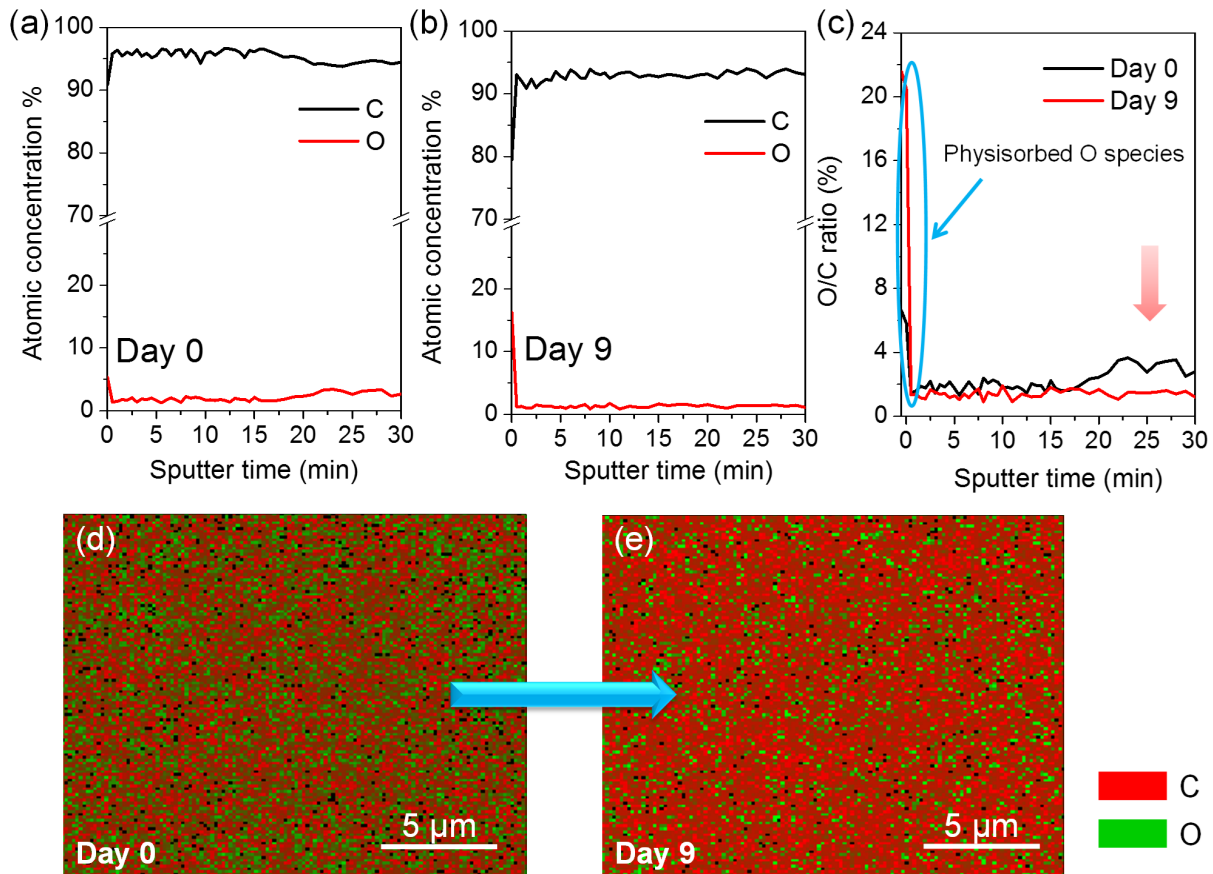 (a)
Atomic concentration %
100
90
80
70
20
10
0
C
O
Day 0
0 5 10 15 20 25 30
Sputter time (min)
(b)
Atomic concentration %
100
90
80
70
20
15
10
5
0
C
O
Day 9
0 5 10 15 20 25 30
Sputter time (min)
(c)
O/C ratio (%)
24
20
16
12
8
4
0
Day 0
Day 9
Physisorbed O species
0 5 10 15 20 25 30
Sputter time (min)
(d)
Day 0
5 µm
(e)
Day 9
5 µm
C
O